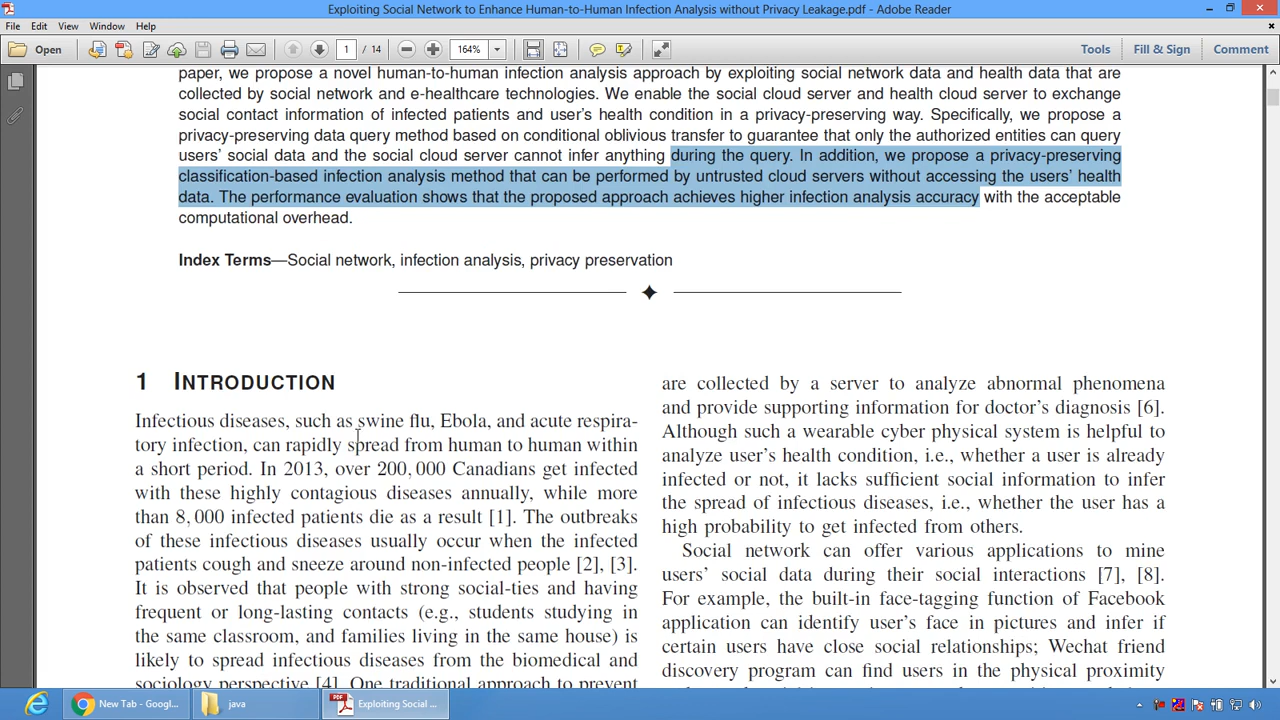 Exploiting Social Network to Enhance Human-to-Human Infection Analysis without Privacy Leakage.pdf - Adobe Reader
File Edit View Window Help
Open 1 / 14 164% Tools Fill & Sign Comment
paper, we propose a novel human-to-human infection analysis approach by exploiting social network data and health data that are
collected by social network and e-healthcare technologies. We enable the social cloud server and health cloud server to exchange
social contact information of infected patients and user's health condition in a privacy-preserving way. Specifically, we propose a
privacy-preserving data query method based on conditional oblivious transfer to guarantee that only the authorized entities can query
users' social data and the social cloud server cannot infer anything during the query. In addition, we propose a privacy-preserving
classification-based infection analysis method that can be performed by untrusted cloud servers without accessing the users' health
data. The performance evaluation shows that the proposed approach achieves higher infection analysis accuracy with the acceptable
computational overhead.
Index Terms—Social network, infection analysis, privacy preservation
1 INTRODUCTION
Infectious diseases, such as swine flu, Ebola, and acute respira-
tory infection, can rapidly spread from human to human within
a short period. In 2013, over 200,000 Canadians get infected
with these highly contagious diseases annually, while more
than 8,000 infected patients die as a result [1]. The outbreaks
of these infectious diseases usually occur when the infected
patients cough and sneeze around non-infected people [2], [3].
It is observed that people with strong social-ties and having
frequent or long-lasting contacts (e.g., students studying in
the same classroom, and families living in the same house) is
likely to spread infectious diseases from the biomedical and
sociology perspective [4]. One traditional approach to prevent
are collected by a server to analyze abnormal phenomena
and provide supporting information for doctor's diagnosis [6].
Although such a wearable cyber physical system is helpful to
analyze user's health condition, i.e., whether a user is already
infected or not, it lacks sufficient social information to infer
the spread of infectious diseases, i.e., whether the user has a
high probability to get infected from others.
Social network can offer various applications to mine
users' social data during their social interactions [7], [8].
For example, the built-in face-tagging function of Facebook
application can identify user's face in pictures and infer if
certain users have close social relationships; Wechat friend
discovery program can find users in the physical proximity
New Tab - Googl... java Exploiting Social ...